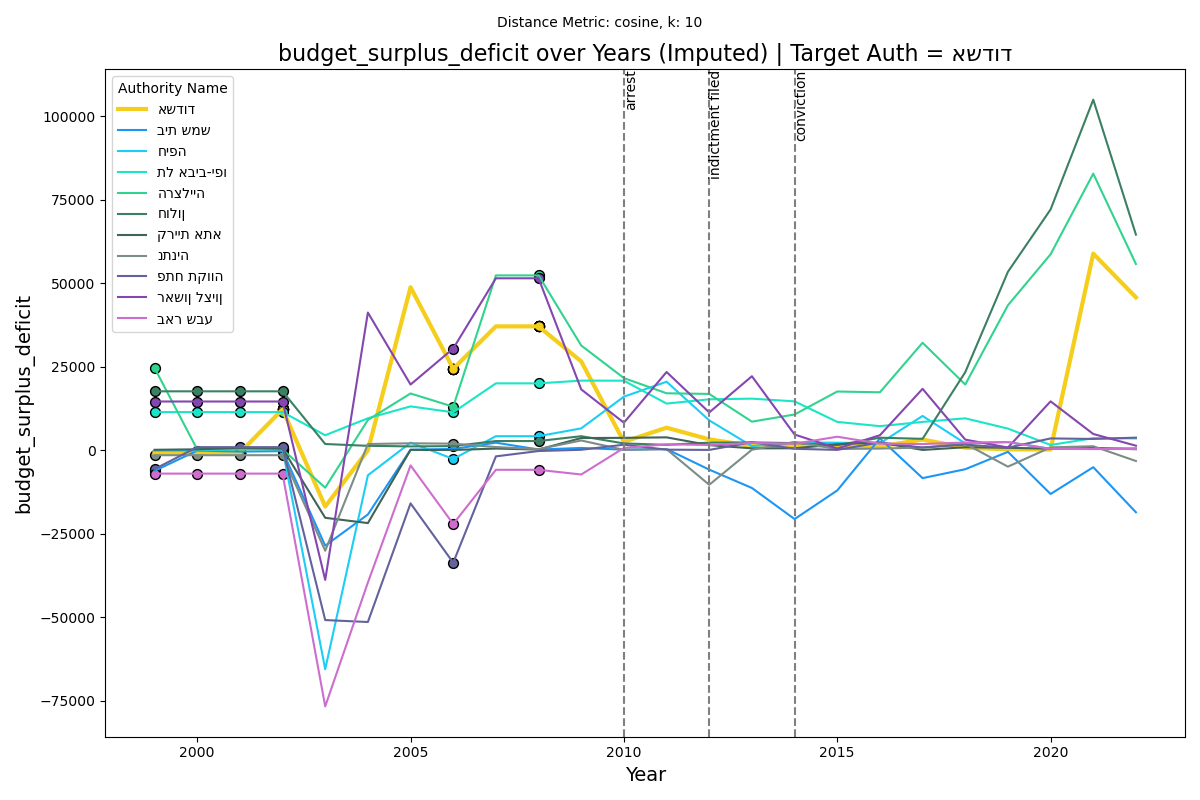 Distance Metric: cosine, k: 10
budget_surplus_deficit over Years (Imputed) | Target Auth = אשדוד
Authority Name
אשדוד
בית שמש
חיפה
תל אביב-יפו
הרצלייה
חולון
קריית אתא
נתניה
פתח תקווה
ראשון לציון
באר שבע
arrest
indictment filed
conviction
100000
75000
50000
25000
0
−25000
−50000
−75000
budget_surplus_deficit
2000
2005
2010
2015
2020
Year